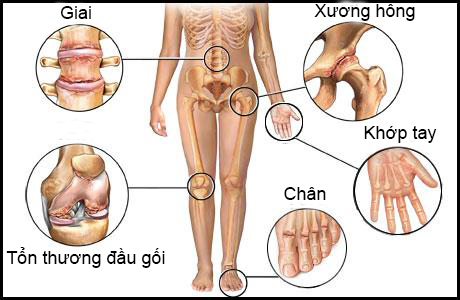 Giai
Xương hông
Khớp tay
Chân
Tổn thương đầu gối